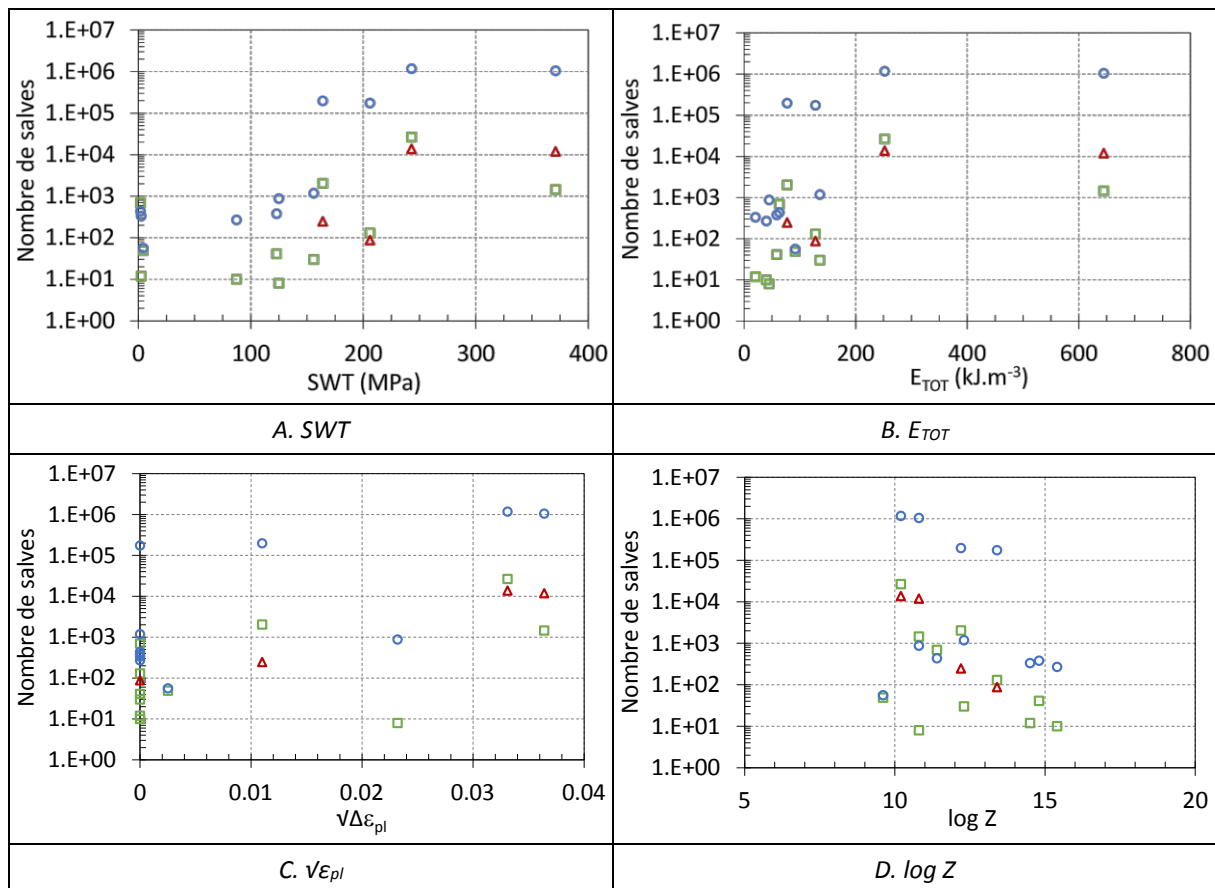 Nombre de salves
1.E+07
1.E+06
1.E+05
1.E+04
1.E+03
1.E+02
1.E+01
1.E+00
0 100 200 300 400
SWT (MPa)
A. SWT
Nombre de salves
1.E+07
1.E+06
1.E+05
1.E+04
1.E+03
1.E+02
1.E+01
1.E+00
0 200 400 600 800
E_TOT (kJ.m⁻³)
B. E_TOT
Nombre de salves
1.E+07
1.E+06
1.E+05
1.E+04
1.E+03
1.E+02
1.E+01
1.E+00
0 0.01 0.02 0.03 0.04
√Δε_pl
C. √ε_pl
Nombre de salves
1.E+07
1.E+06
1.E+05
1.E+04
1.E+03
1.E+02
1.E+01
1.E+00
5 10 15 20
log Z
D. log Z